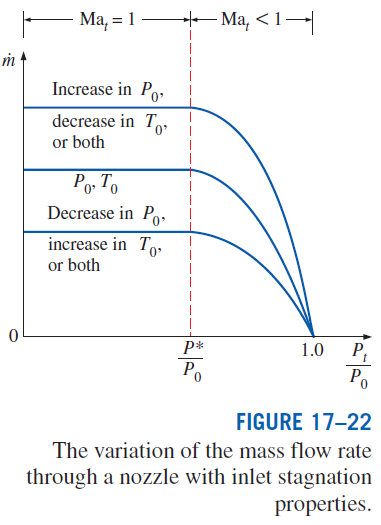 Ma_t = 1
Ma_t < 1
ṁ
Increase in P_0,
decrease in T_0,
or both
P_0, T_0
Decrease in P_0,
increase in T_0,
or both
0
P*/P_0
1.0
P_t/P_0
FIGURE 17–22
The variation of the mass flow rate
through a nozzle with inlet stagnation
properties.